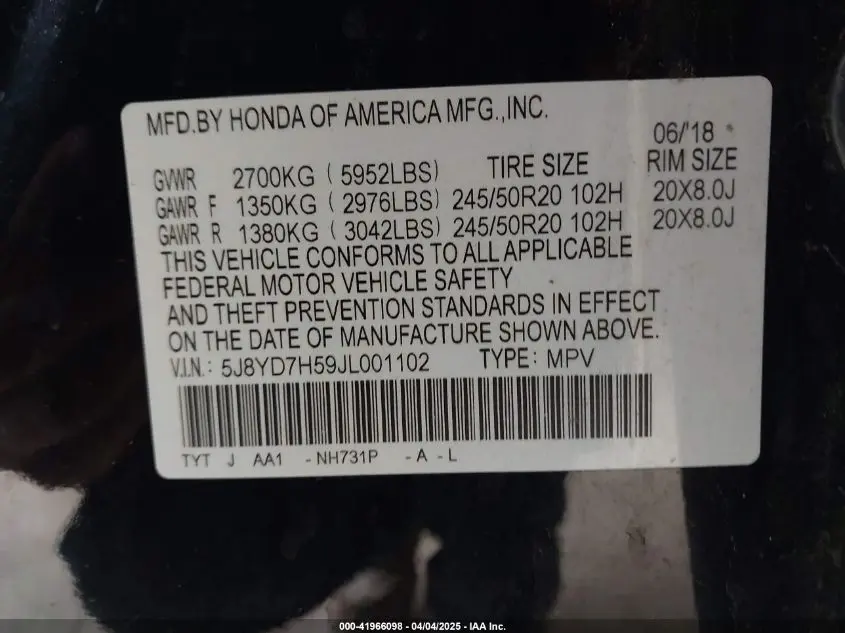 MFD.BY HONDA OF AMERICA MFG.,INC.
06/'18
GVWR 2700KG ( 5952LBS) TIRE SIZE RIM SIZE
GAWR F 1350KG ( 2976LBS) 245/50R20 102H 20X8.0J
GAWR R 1380KG ( 3042LBS) 245/50R20 102H 20X8.0J
THIS VEHICLE CONFORMS TO ALL APPLICABLE
FEDERAL MOTOR VEHICLE SAFETY
AND THEFT PREVENTION STANDARDS IN EFFECT
ON THE DATE OF MANUFACTURE SHOWN ABOVE.
V.I.N.: 5J8YD7H59JL001102 TYPE: MPV
TYT J AA1 -NH731P -A -L
000-41966098 - 04/04/2025 - IAA Inc.